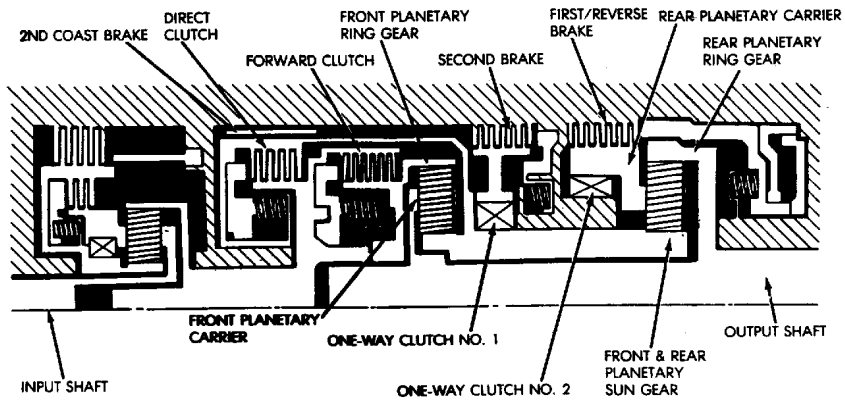 2ND COAST BRAKE
DIRECT
CLUTCH
FORWARD CLUTCH
FRONT PLANETARY
RING GEAR
SECOND BRAKE
FIRST/REVERSE
BRAKE
REAR PLANETARY CARRIER
REAR PLANETARY
RING GEAR
INPUT SHAFT
FRONT PLANETARY
CARRIER
ONE-WAY CLUTCH NO. 1
ONE-WAY CLUTCH NO. 2
FRONT & REAR
PLANETARY
SUN GEAR
OUTPUT SHAFT